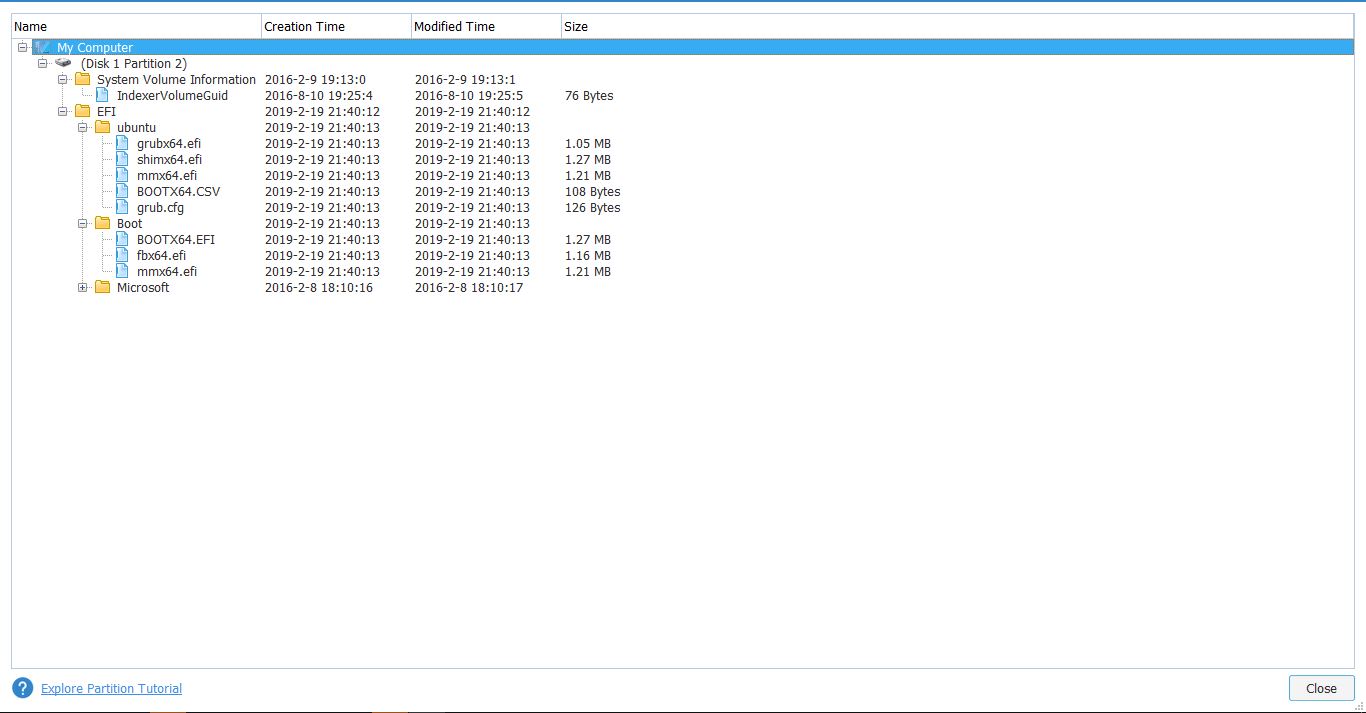 Name Creation Time Modified Time Size
My Computer
(Disk 1 Partition 2)
System Volume Information 2016-2-9 19:13:0 2016-2-9 19:13:1
IndexerVolumeGuid 2016-8-10 19:25:4 2016-8-10 19:25:5 76 Bytes
EFI 2019-2-19 21:40:12 2019-2-19 21:40:12
ubuntu 2019-2-19 21:40:13 2019-2-19 21:40:13
grubx64.efi 2019-2-19 21:40:13 2019-2-19 21:40:13 1.05 MB
shimx64.efi 2019-2-19 21:40:13 2019-2-19 21:40:13 1.27 MB
mmx64.efi 2019-2-19 21:40:13 2019-2-19 21:40:13 1.21 MB
BOOTX64.CSV 2019-2-19 21:40:13 2019-2-19 21:40:13 108 Bytes
grub.cfg 2019-2-19 21:40:13 2019-2-19 21:40:13 126 Bytes
Boot 2019-2-19 21:40:13 2019-2-19 21:40:13
BOOTX64.EFI 2019-2-19 21:40:13 2019-2-19 21:40:13 1.27 MB
fbx64.efi 2019-2-19 21:40:13 2019-2-19 21:40:13 1.16 MB
mmx64.efi 2019-2-19 21:40:13 2019-2-19 21:40:13 1.21 MB
Microsoft 2016-2-8 18:10:16 2016-2-8 18:10:17
? Explore Partition Tutorial Close